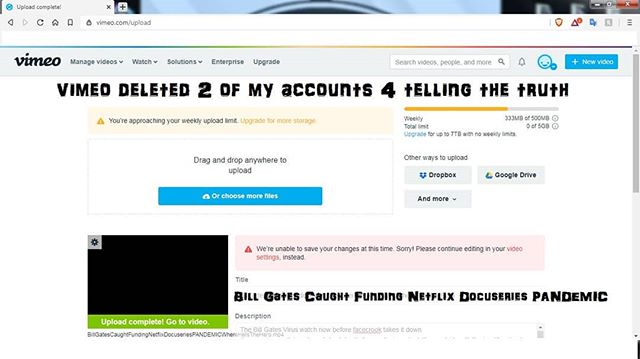 Upload complete!
vimeo.com/upload
vimeo
Manage videos
Watch
Solutions
Enterprise
Upgrade
Search videos, people, and more
+ New video
VIMEO DELETED 2 OF MY ACCOUNTS 4 TELLING THE TRUTH
You're approaching your weekly upload limit. Upgrade for more storage.
Weekly 333MB of 500MB
Total limit 0 of 5GB
Upgrade for up to 7TB with no weekly limits.
Drag and drop anywhere to
upload
Or choose more files
Other ways to upload
Dropbox
Google Drive
And more
We're unable to save your changes at this time. Sorry! Please continue editing in your video
settings, instead.
Title
Bill Gates Caught Funding Netflix Docuseries PANDEMIC
Description
The Bill Gates Virus watch now before facecrook takes it down
Upload complete! Go to video.